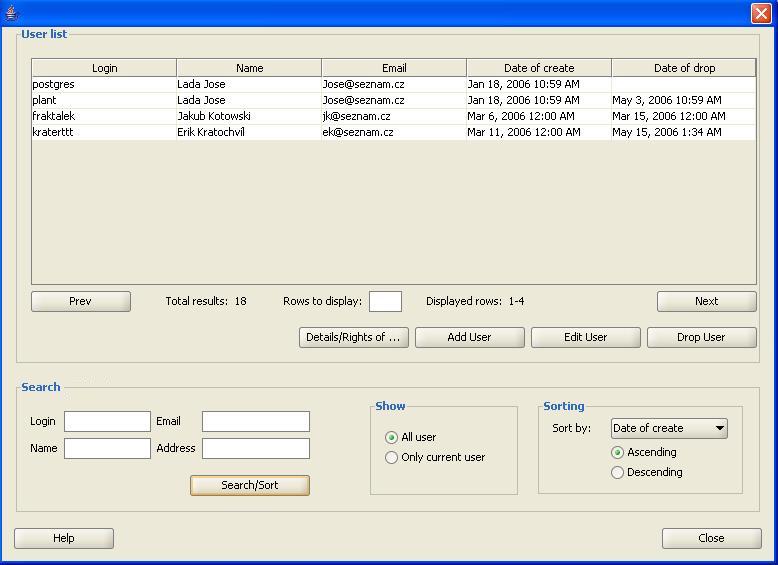 User list
Login Name Email Date of create Date of drop
postgres Lada Jose Jose@seznam.cz Jan 18, 2006 10:59 AM
plant Lada Jose Jose@seznam.cz Jan 18, 2006 10:59 AM May 3, 2006 10:59 AM
fraktalek Jakub Kotowski jk@seznam.cz Mar 6, 2006 12:00 AM Mar 15, 2006 12:00 AM
kraterttt Erik Kratochvíl ek@seznam.cz Mar 11, 2006 12:00 AM May 15, 2006 1:34 AM
Prev Total results: 18 Rows to display: Displayed rows: 1-4 Next
Details/Rights of ... Add User Edit User Drop User
Search
Show Sorting
Login Email Sort by: Date of create
All user
Name Address Ascending
Only current user
Descending
Search/Sort
Help Close